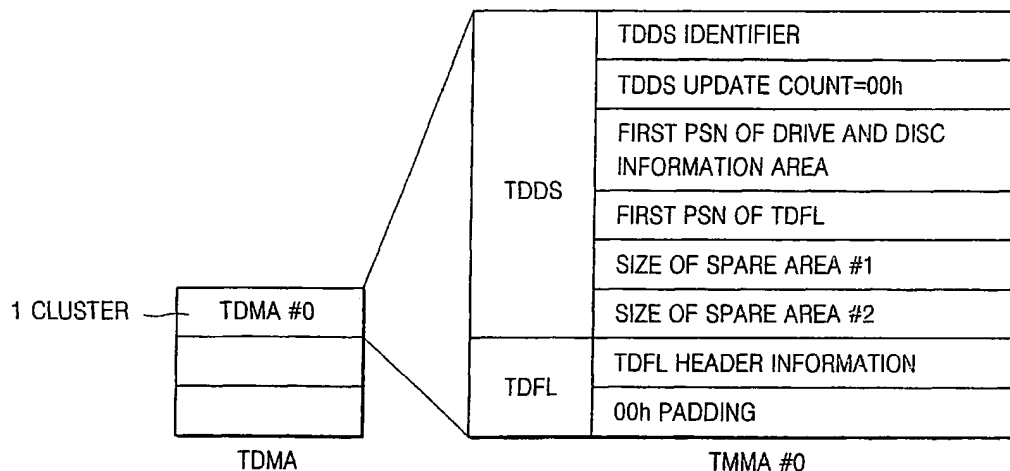 TDDS IDENTIFIER
TDDS UPDATE COUNT=00h
FIRST PSN OF DRIVE AND DISC
INFORMATION AREA
TDDS
FIRST PSN OF TDFL
SIZE OF SPARE AREA #1
1 CLUSTER
TDMA #0
SIZE OF SPARE AREA #2
TDFL HEADER INFORMATION
TDFL
00h PADDING
TDMA
TMMA #0